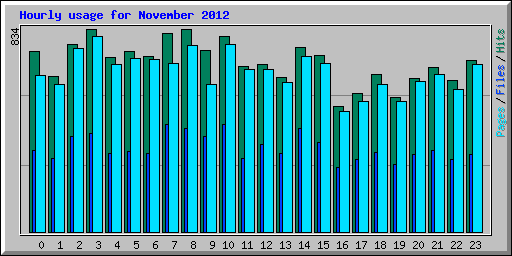 Hourly usage for November 2012
834
Pages / Files / Hits
0 1 2 3 4 5 6 7 8 9 10 11 12 13 14 15 16 17 18 19 20 21 22 23